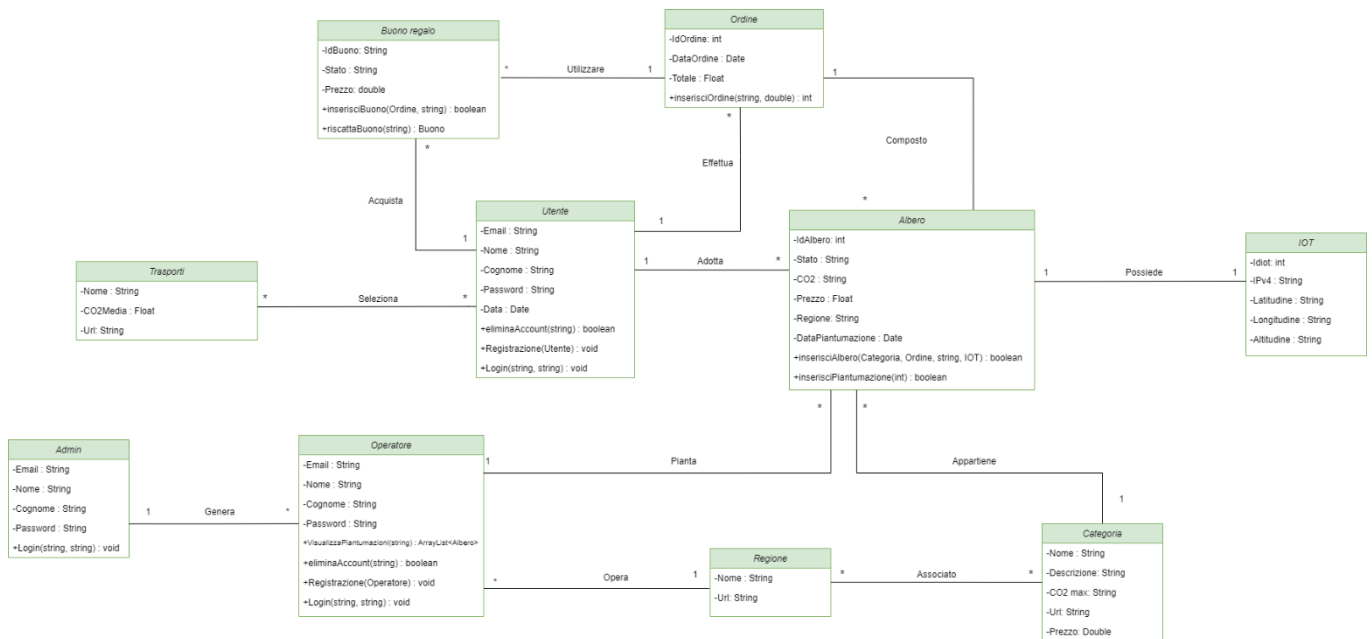 Buono regalo
-IdBuono: String
-Stato : String
-Prezzo: double
+inserisciBuono(Ordine, string) : boolean
+riscattaBuono(string) : Buono
*
Utilizzare
1
Ordine
-IdOrdine: int
-DataOrdine : Date
-Totale : Float
+inserisciOrdine(string, double) : int
1
Composto
*
*
Effettua
1
*
Acquista
1
Utente
-Email : String
-Nome : String
-Cognome : String
-Password : String
-Data : Date
+eliminaAccount(string) : boolean
+Registrazione(Utente) : void
+Login(string, string) : void
1
Adotta
*
Albero
-IdAlbero: int
-Stato : String
-CO2 : String
-Prezzo : Float
-Regione: String
-DataPiantumazione : Date
+inserisciAlbero(Categoria, Ordine, string, IOT) : boolean
+inserisciPiantumazione(int) : boolean
1
Possiede
1
IOT
-Idiot: int
-IPv4 : String
-Latitudine : String
-Longitudine : String
-Altitudine : String
Trasporti
-Nome : String
-CO2Media : Float
-Url: String
*
Seleziona
*
Admin
-Email : String
-Nome : String
-Cognome : String
-Password : String
+Login(string, string) : void
1
Genera
*
Operatore
-Email : String
-Nome : String
-Cognome : String
-Password : String
+VisualizzaPiantumazioni(string) : ArrayList<Albero>
+eliminaAccount(string) : boolean
+Registrazione(Operatore) : void
+Login(string, string) : void
1
Pianta
*
*
Appartiene
1
*
Opera
1
Regione
-Nome : String
-Url: String
*
Associato
*
Categoria
-Nome : String
-Descrizione: String
-CO2 max: String
-Url : String
-Prezzo: Double